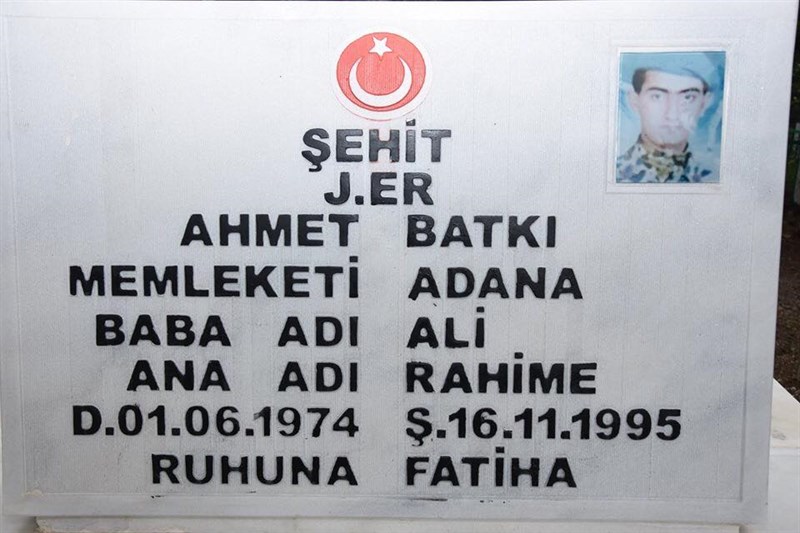 ŞEHİT
J.ER
AHMET BATKI
MEMLEKETİ ADANA
BABA ADI ALİ
ANA ADI RAHİME
D.01.06.1974 Ş.16.11.1995
RUHUNA FATİHA